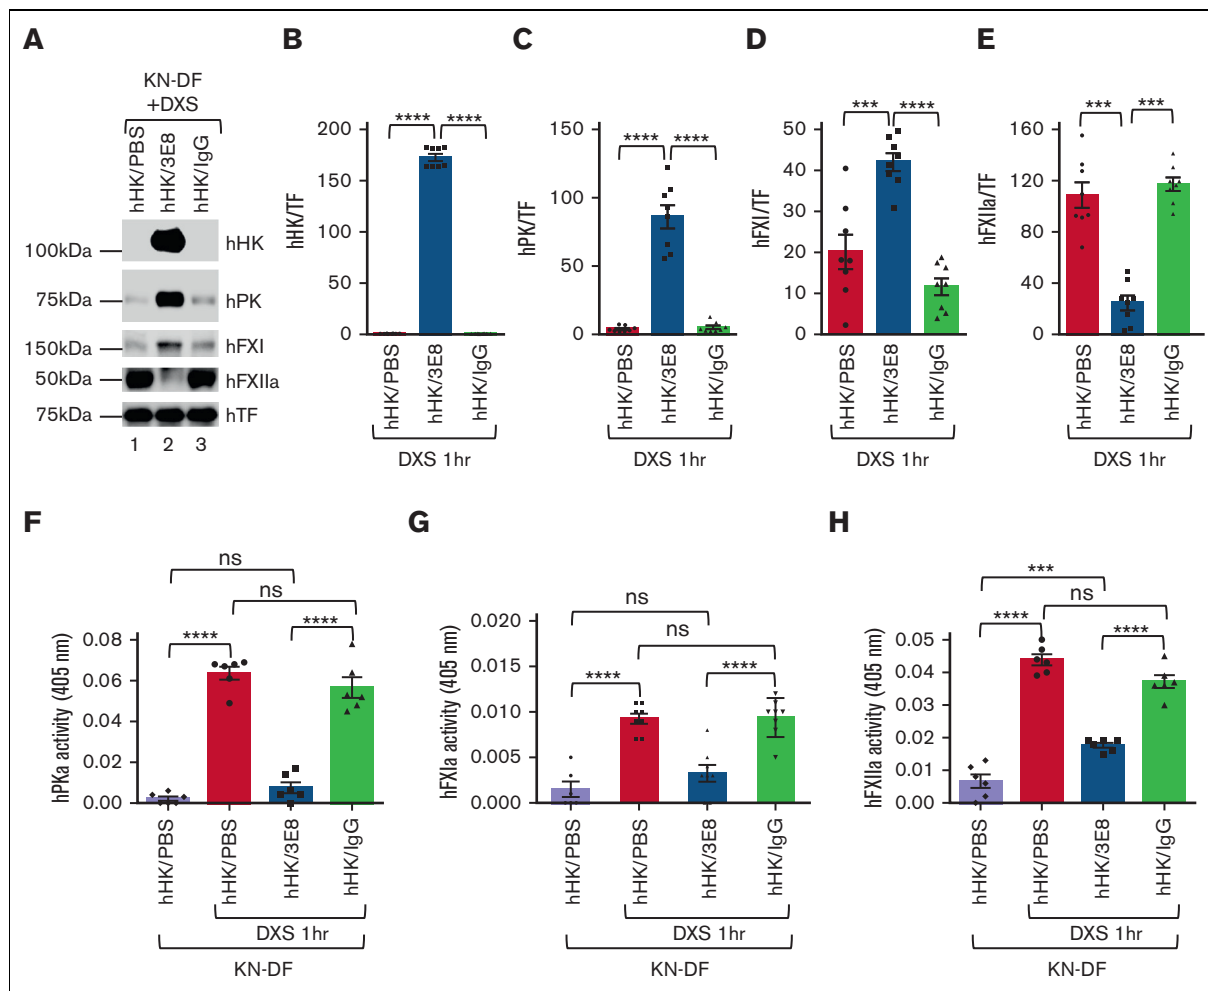 A
KN-DF
+DXS
hHK/PBS
hHK/3E8
hHK/IgG
100kDa
hHK
75kDa
hPK
150kDa
hFXI
50kDa
hFXIIa
75kDa
hTF
1 2 3
B
**** ****
hHK/TF
200
150
100
50
0
hHK/PBS
hHK/3E8
hHK/IgG
DXS 1hr
C
**** ****
hPK/TF
150
100
50
0
hHK/PBS
hHK/3E8
hHK/IgG
DXS 1hr
D
*** ****
hFXI/TF
50
40
30
20
10
0
hHK/PBS
hHK/3E8
hHK/IgG
DXS 1hr
E
*** ***
hFXIIa/TF
160
120
80
40
0
hHK/PBS
hHK/3E8
hHK/IgG
DXS 1hr
F
ns
ns
**** ****
hPKa activity (405 nm)
0.08
0.06
0.04
0.02
0.00
hHK/PBS
hHK/PBS
hHK/3E8
hHK/IgG
DXS 1hr
KN-DF
G
ns
ns
**** ****
hFXIa activity (405 nm)
0.020
0.015
0.010
0.005
0.000
hHK/PBS
hHK/PBS
hHK/3E8
hHK/IgG
DXS 1hr
KN-DF
H
***
ns
**** ****
hFXIIa activity (405 nm)
0.05
0.04
0.03
0.02
0.01
0.00
hHK/PBS
hHK/PBS
hHK/3E8
hHK/IgG
DXS 1hr
KN-DF